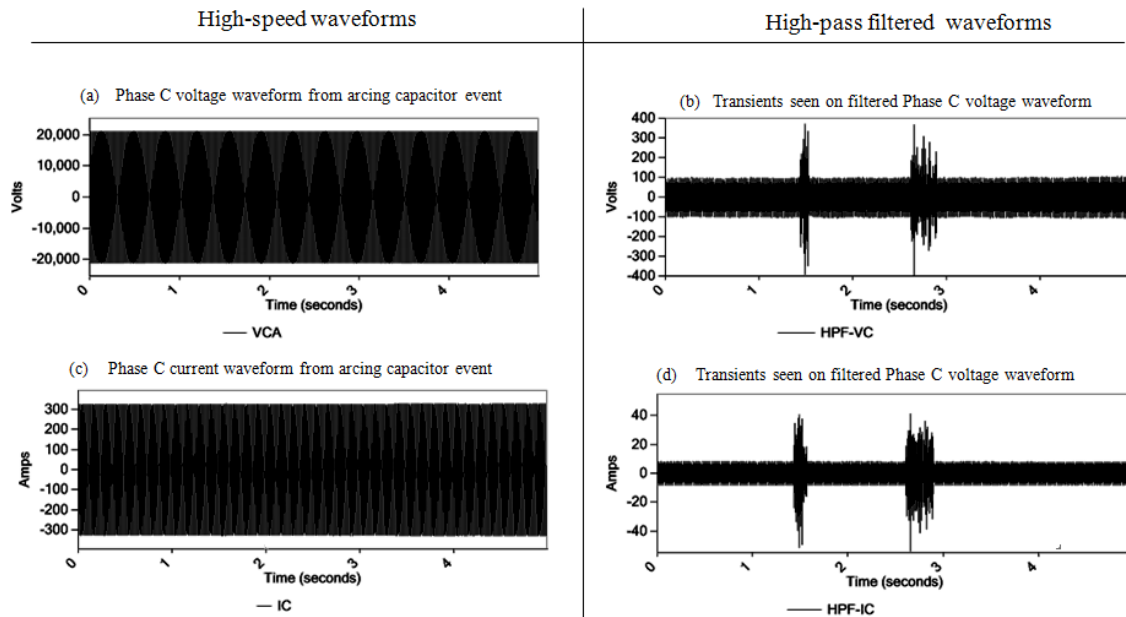 High-speed waveforms
High-pass filtered waveforms
(a) Phase C voltage waveform from arcing capacitor event
20,000
10,000
0
-10,000
-20,000
Volts
0
1
2
3
4
Time (seconds)
VCA
(b) Transients seen on filtered Phase C voltage waveform
400
300
200
100
0
-100
-200
-300
-400
Volts
0
1
2
3
4
Time (seconds)
HPF-VC
(c) Phase C current waveform from arcing capacitor event
300
200
100
0
-100
-200
-300
Amps
0
1
2
3
4
Time (seconds)
IC
(d) Transients seen on filtered Phase C voltage waveform
40
20
0
-20
-40
Amps
0
1
2
3
4
Time (seconds)
HPF-IC